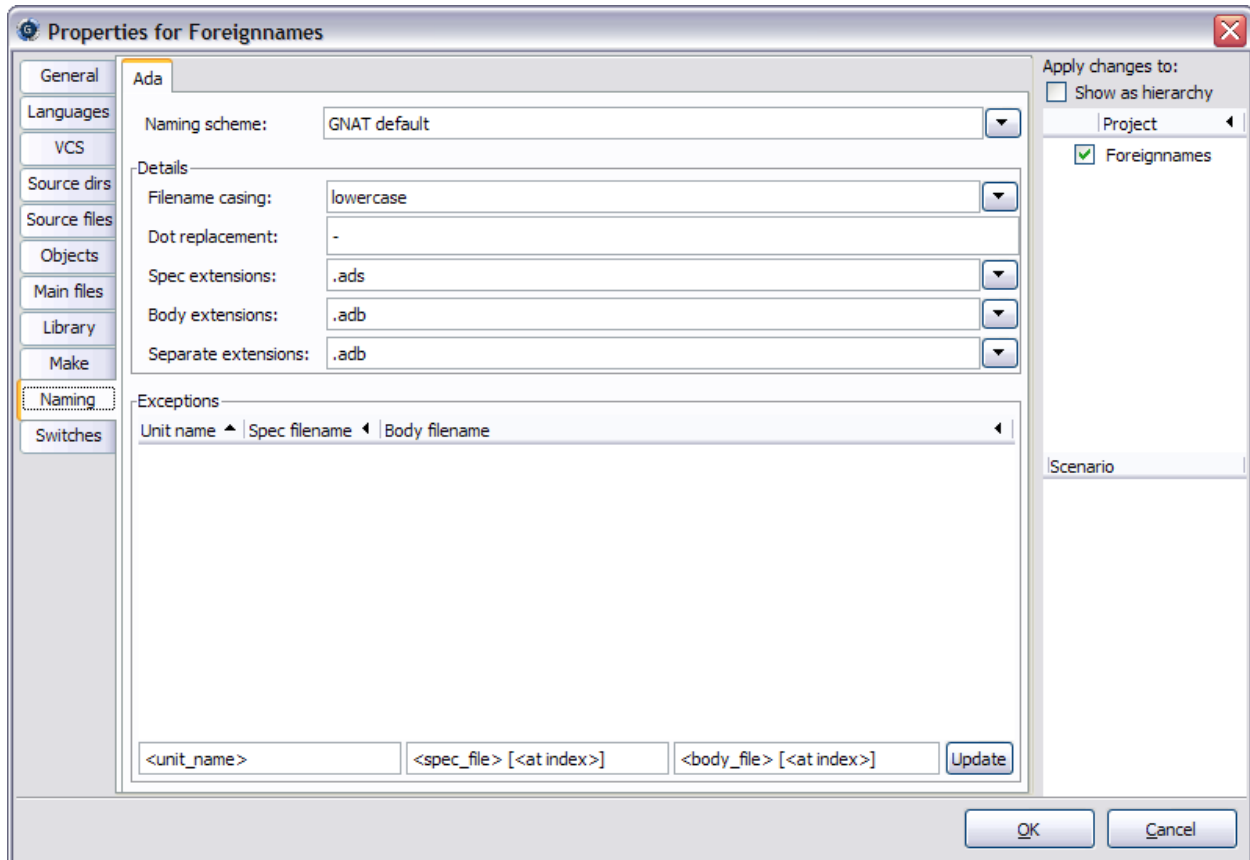 Properties for Foreignnames
General
Languages
VCS
Source dirs
Source files
Objects
Main files
Library
Make
Naming
Switches
Ada
Naming scheme: GNAT default
Details
Filename casing: lowercase
Dot replacement: -
Spec extensions: .ads
Body extensions: .adb
Separate extensions: .adb
Exceptions
Unit name Spec filename Body filename
<unit_name> <spec_file> [<at index>] <body_file> [<at index>] Update
Apply changes to:
Show as hierarchy
Project
Foreignnames
Scenario
OK Cancel